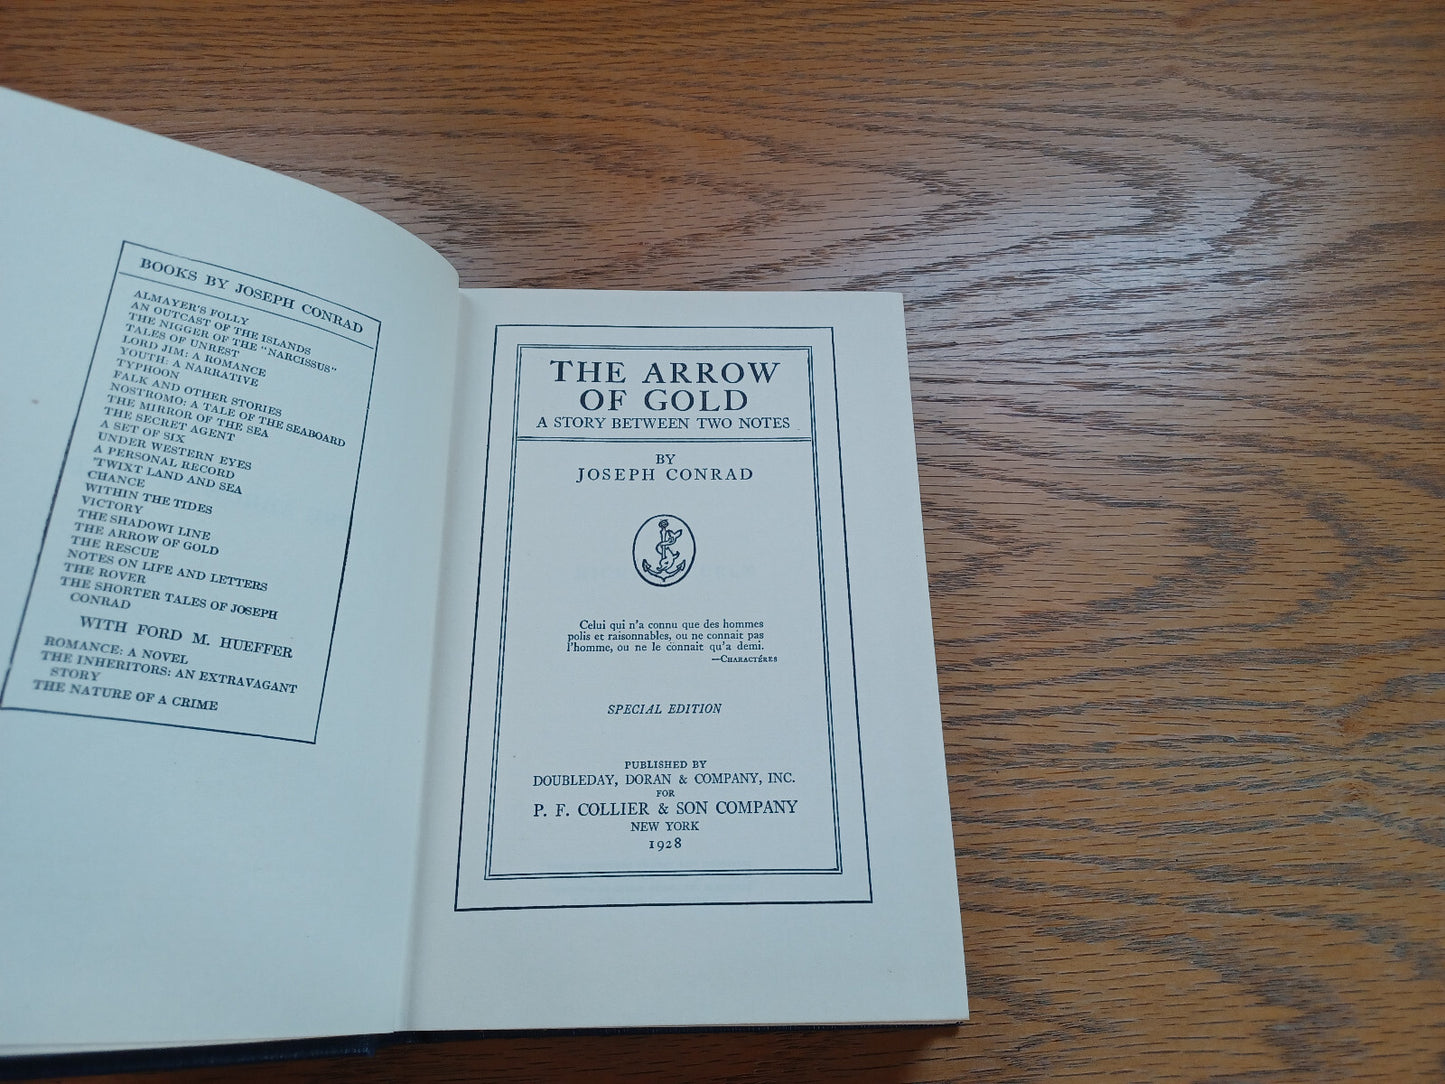 BOOKS BY JOSEPH CONRAD
ALMAYER'S FOLLY
AN OUTCAST OF THE ISLANDS
THE NIGGER OF THE "NARCISSUS"
TALES OF UNREST
LORD JIM: A ROMANCE
YOUTH: A NARRATIVE
TYPHOON
FALK AND OTHER STORIES
NOSTROMO: A TALE OF THE SEABOARD
THE MIRROR OF THE SEA
THE SECRET AGENT
A SET OF SIX
UNDER WESTERN EYES
A PERSONAL RECORD
'TWIXT LAND AND SEA
CHANCE
WITHIN THE TIDES
VICTORY
THE SHADOWI LINE
THE ARROW OF GOLD
THE RESCUE
NOTES ON LIFE AND LETTERS
THE ROVER
THE SHORTER TALES OF JOSEPH
CONRAD
WITH FORD M. HUEFFER
ROMANCE: A NOVEL
THE INHERITORS: AN EXTRAVAGANT
STORY
THE NATURE OF A CRIME
THE ARROW
OF GOLD
A STORY BETWEEN TWO NOTES
BY
JOSEPH CONRAD
Celui qui n'a connu que des hommes
polis et raisonnables, ou ne connait pas
l'homme, ou ne le connait qu'a demi.
—CHARACTÉRES
SPECIAL EDITION
PUBLISHED BY
DOUBLEDAY, DORAN & COMPANY, INC.
FOR
P. F. COLLIER & SON COMPANY
NEW YORK
1928